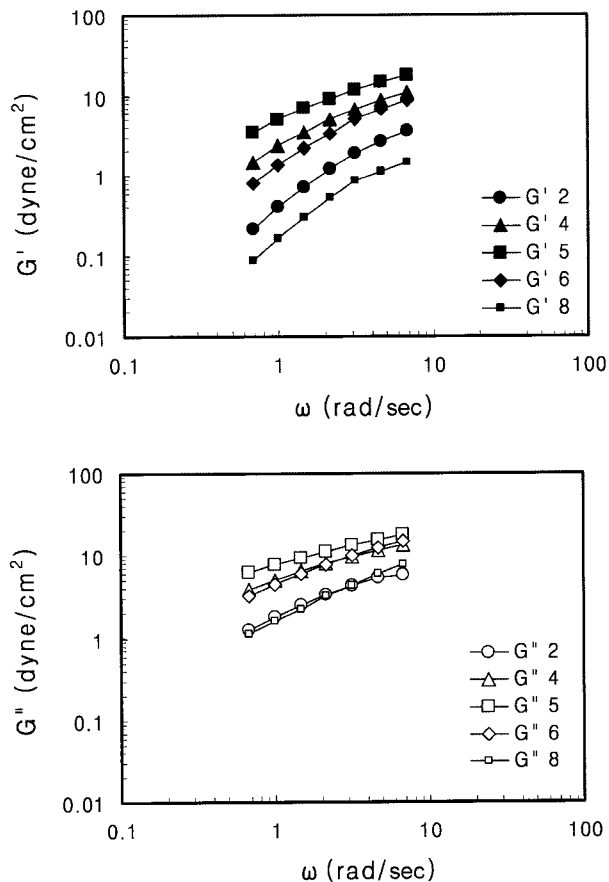 100
10
1
0.1
0.01
G' (dyne/cm²)
G' 2
G' 4
G' 5
G' 6
G' 8
0.1
1
10
100
ω (rad/sec)
100
10
1
0.1
0.01
G" (dyne/cm²)
G" 2
G" 4
G" 5
G" 6
G" 8
0.1
1
10
100
ω (rad/sec)